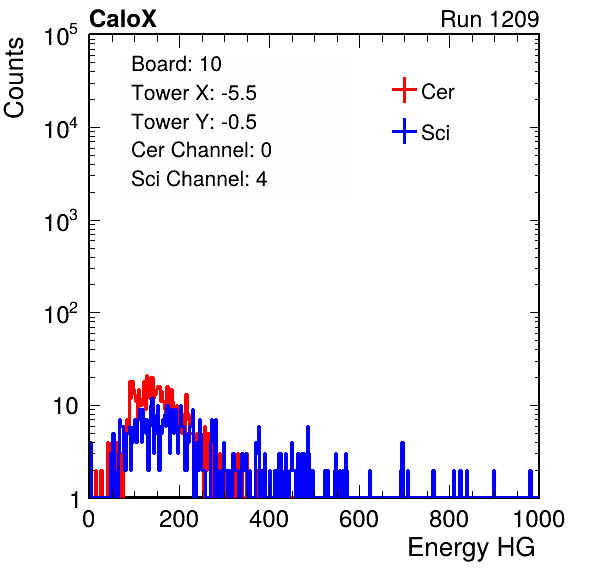 CaloX Run 1209
Counts
10^5
10^4
10^3
10^2
10
1
Board: 10
Tower X: -5.5
Tower Y: -0.5
Cer Channel: 0
Sci Channel: 4
Cer
Sci
0 200 400 600 800 1000
Energy HG